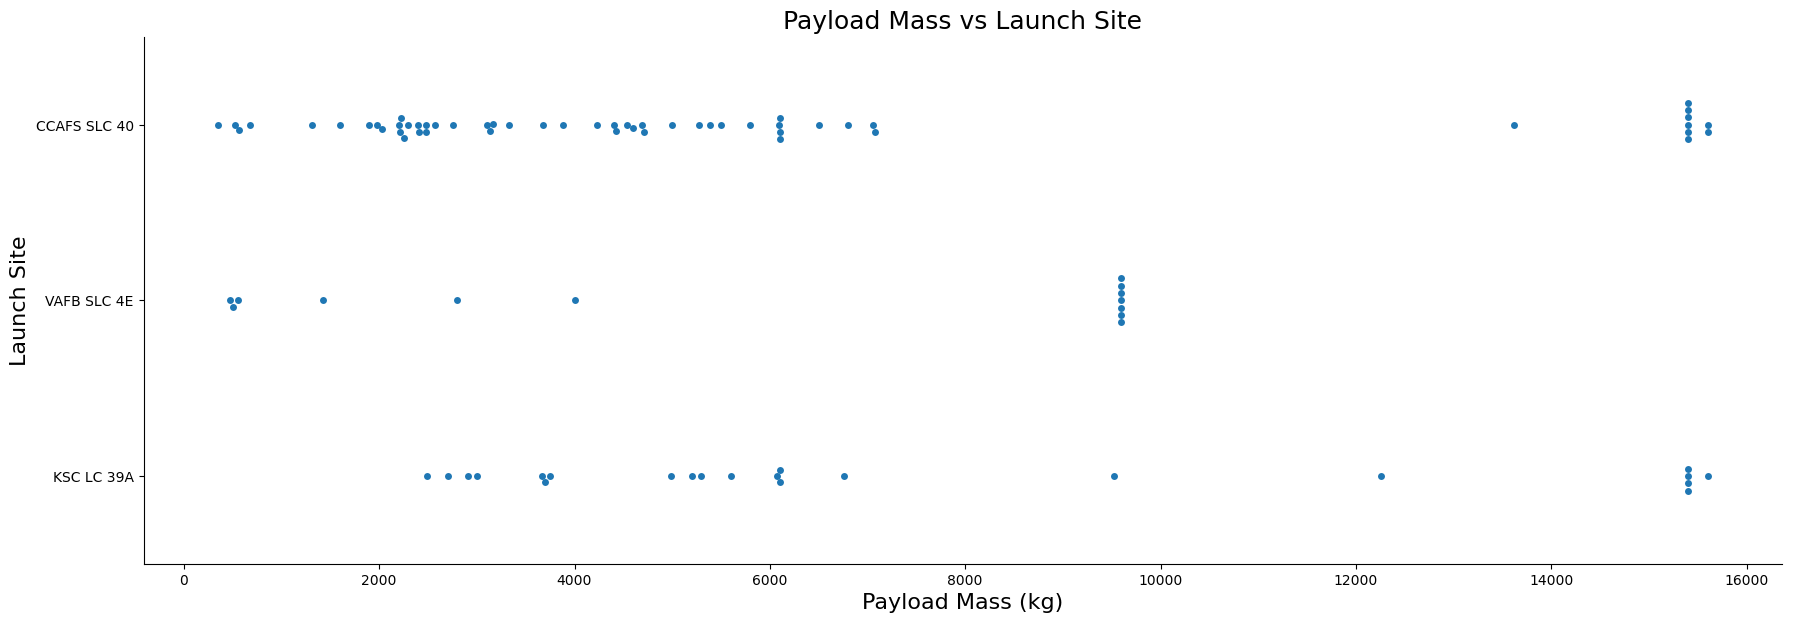 Payload Mass vs Launch Site
Launch Site
CCAFS SLC 40
VAFB SLC 4E
KSC LC 39A
0 2000 4000 6000 8000 10000 12000 14000 16000
Payload Mass (kg)